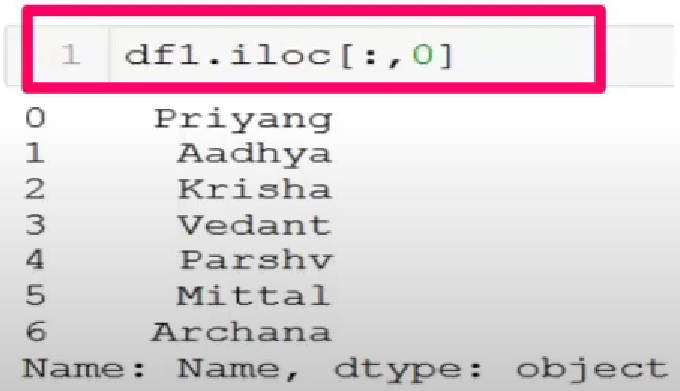 1 df1.iloc[:,0]
0 Priyang
1 Aadhya
2 Krisha
3 Vedant
4 Parshv
5 Mittal
6 Archana
Name: Name, dtype: object